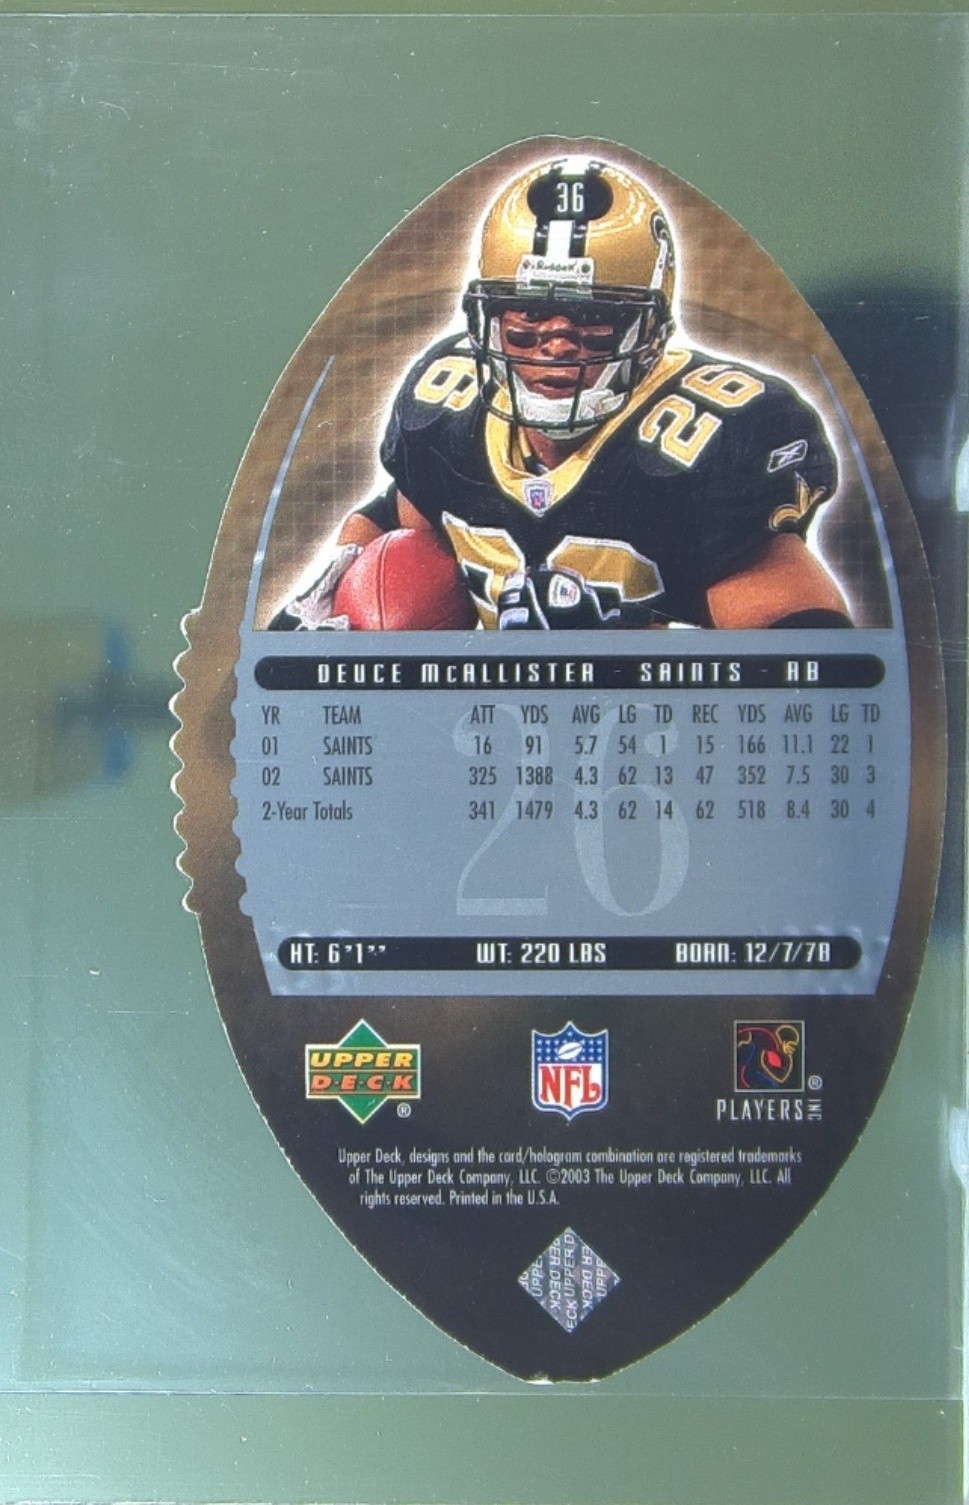 36
Riddell
26
26
26
DEUCE McALLISTER - SAINTS - RB
YR TEAM ATT YDS AVG LG TD REC YDS AVG LG TD
01 SAINTS 16 91 5.7 54 1 15 166 11.1 22 1
02 SAINTS 325 1388 4.3 62 13 47 352 7.5 30 3
2-Year Totals 341 1479 4.3 62 14 62 518 8.4 30 4
26
HT: 6'1" WT: 220 LBS BORN: 12/7/78
UPPER
D·E·C·K
®
NFL
®
PLAYERS INC
Upper Deck, designs and the card/hologram combination are registered trademarks
of The Upper Deck Company, LLC. ©2003 The Upper Deck Company, LLC. All
rights reserved. Printed in the U.S.A.
UPPER DECK